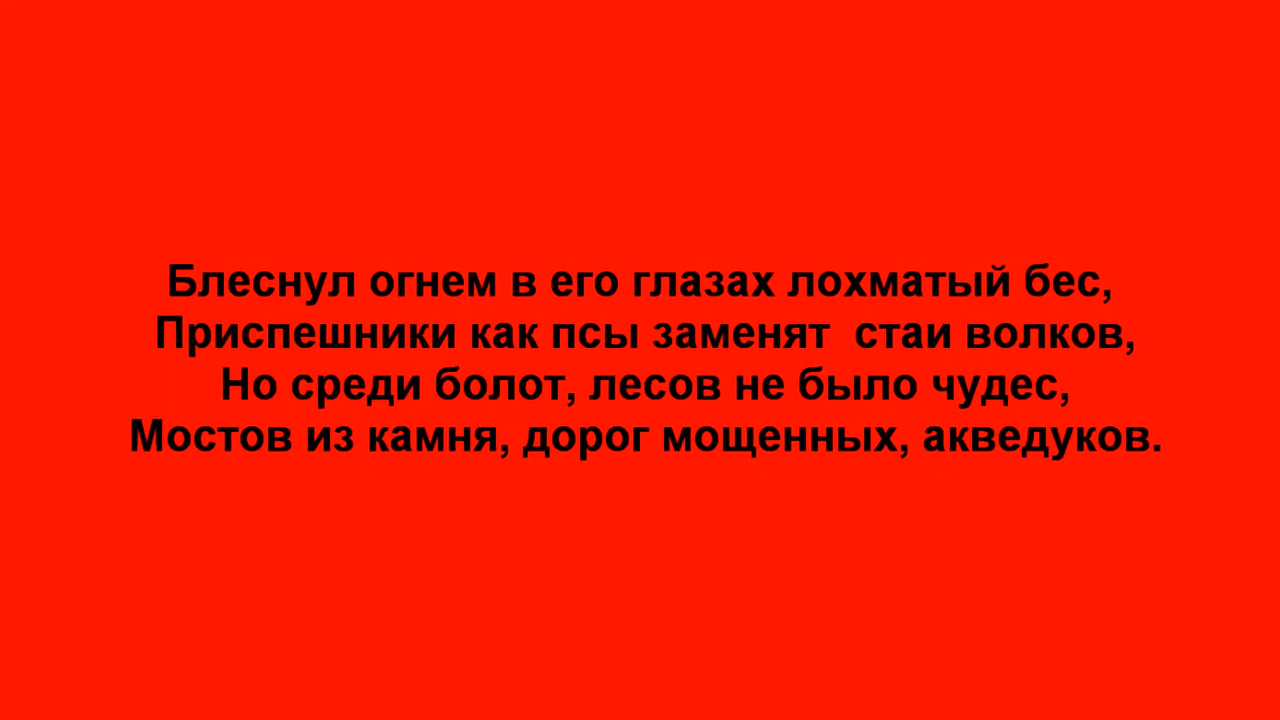 Блеснул огнем в его глазах лохматый бес,
Приспешники как псы заменят  стаи волков,
Но среди болот, лесов не было чудес,
Мостов из камня, дорог мощенных, акведуков.